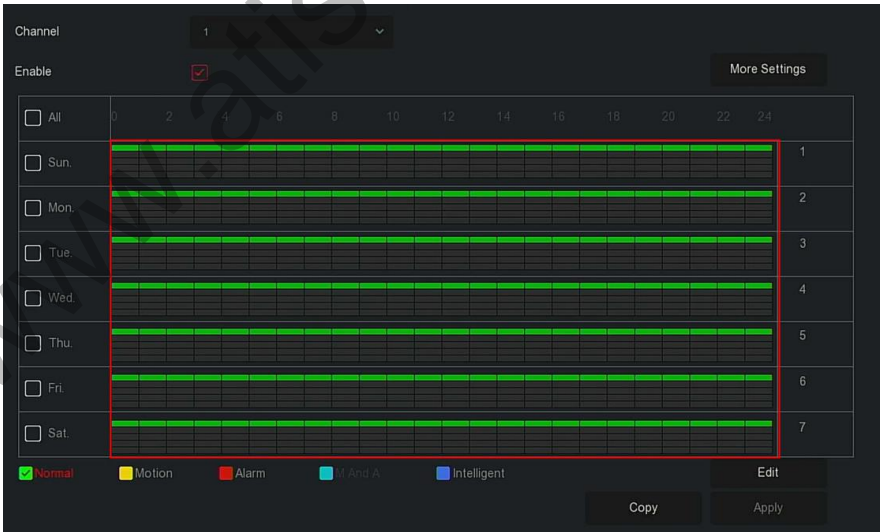 Channel 1
Enable
More Settings
All 0 2 4 6 8 10 12 14 16 18 20 22 24
Sun. 1
Mon. 2
Tue. 3
Wed. 4
Thu. 5
Fri. 6
Sat. 7
Normal Motion Alarm M And A Intelligent Edit
Copy Apply
www.atis